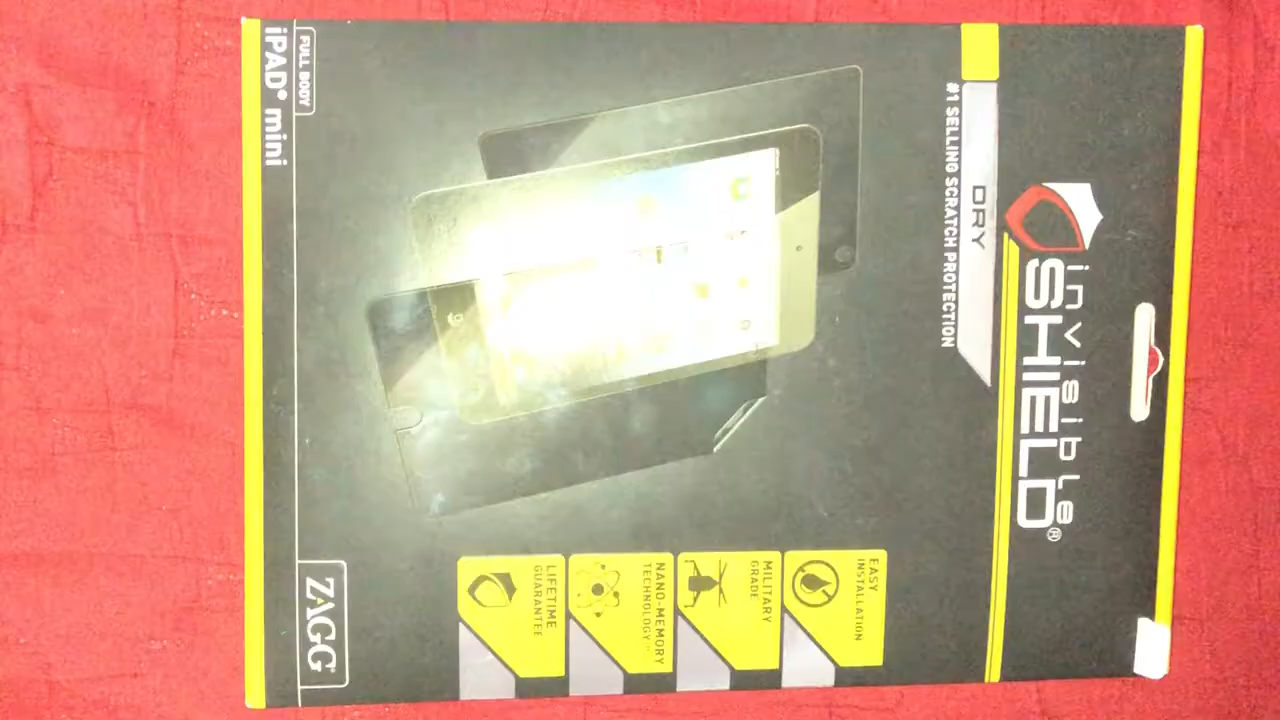 invisible
SHIELD®
DRY
#1 SELLING SCRATCH PROTECTION
EASY
INSTALLATION
MILITARY
GRADE
NANO-MEMORY
TECHNOLOGY™
LIFETIME
GUARANTEE
FULL BODY
iPAD® mini
ZAGG®